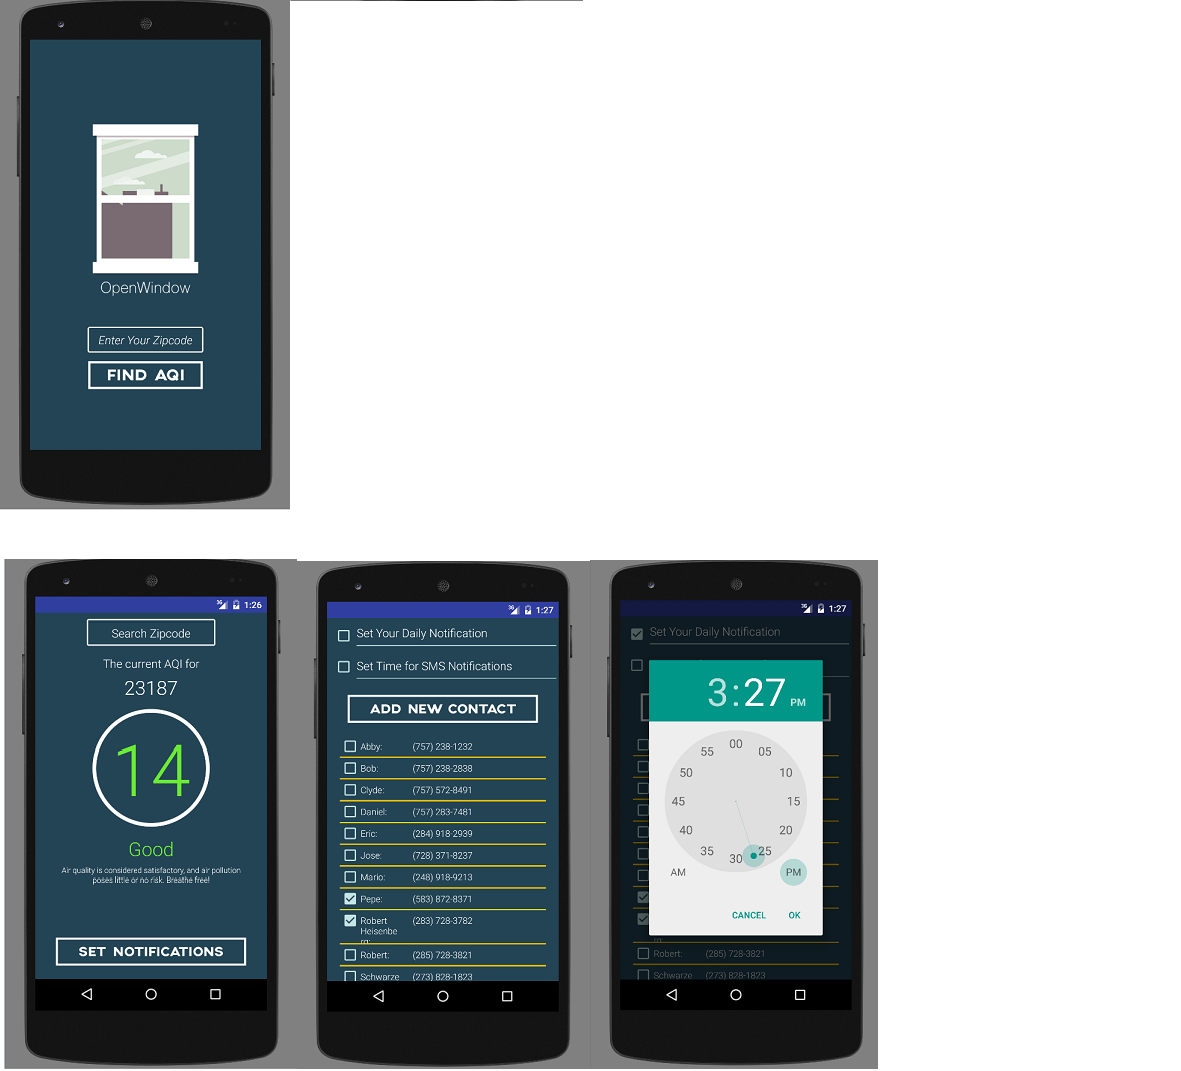 OpenWindow
Enter Your Zipcode
FIND AQI
3G 1:26
Search Zipcode
The current AQI for
23187
14
Good
Air quality is considered satisfactory, and air pollution
poses little or no risk. Breathe free!
SET NOTIFICATIONS
3G 1:27
Set Your Daily Notification
Set Time for SMS Notifications
ADD NEW CONTACT
Abby: (757) 238-1232
Bob: (757) 238-2838
Clyde: (757) 572-8491
Daniel: (757) 283-7481
Eric: (284) 918-2939
Jose: (728) 371-8237
Mario: (248) 918-9213
Pepe: (583) 872-8371
Robert (283) 728-3782
Heisenbe
rg:
Robert: (285) 728-3821
Schwarze (273) 828-1823
3G 1:27
Set Your Daily Notification
3:27 PM
00
55 05
50 10
45 15
40 20
35 25
30
AM PM
CANCEL OK
rg:
Robert: (285) 728-3821
Schwarze (273) 828-1823